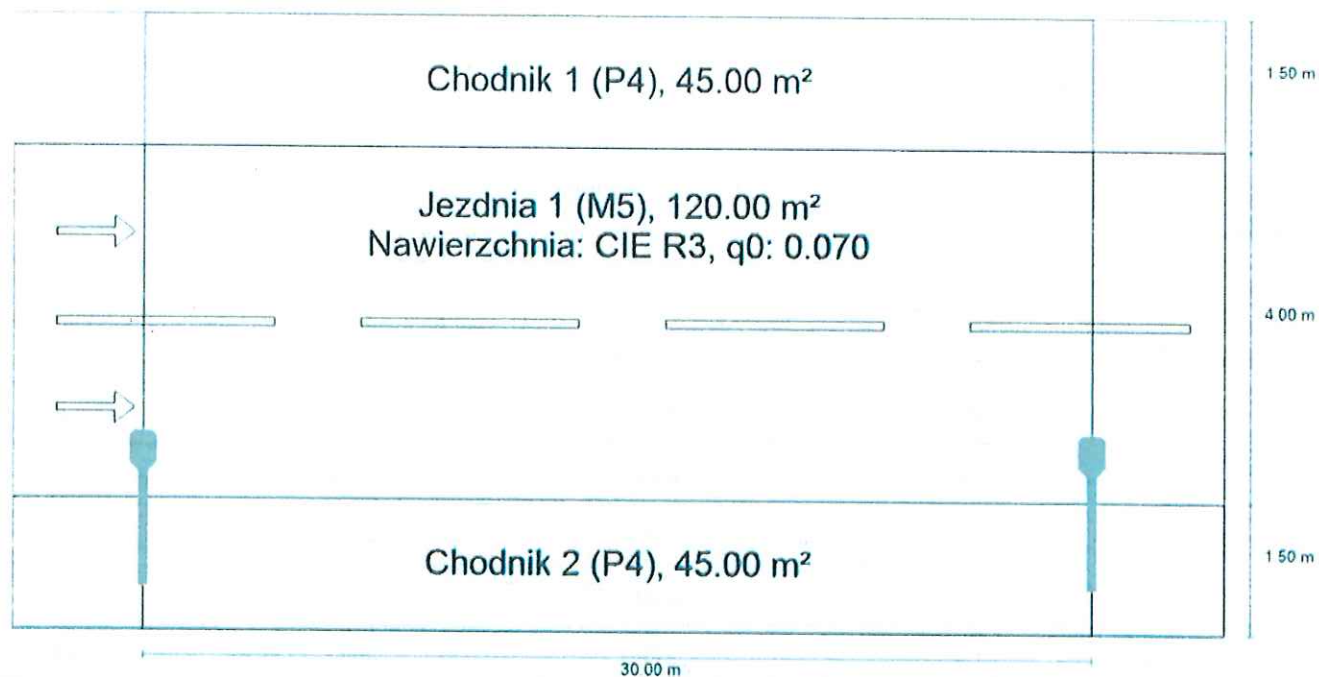 Chodnik 1 (P4), 45.00 m²
1 50 m
Jezdnia 1 (M5), 120.00 m²
Nawierzchnia: CIE R3, q0: 0.070
4 00 m
Chodnik 2 (P4), 45.00 m²
1 50 m
30 00 m